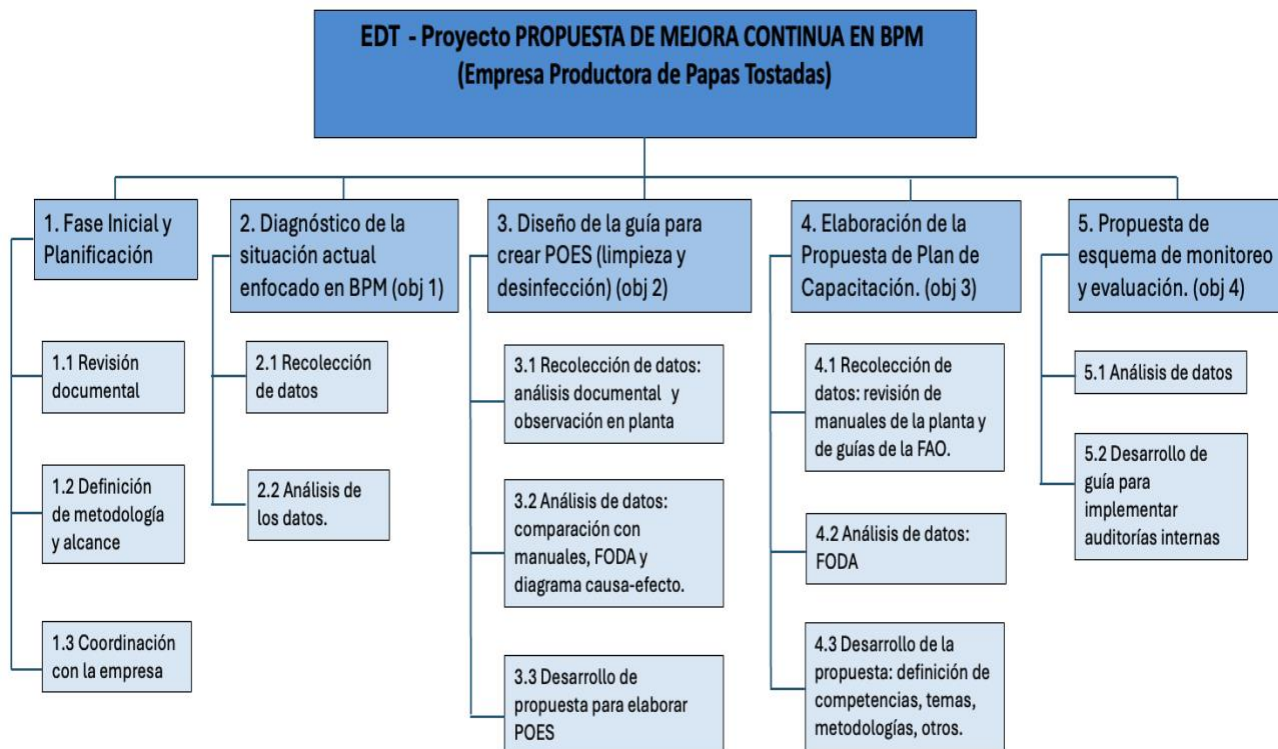 EDT - Proyecto PROPUESTA DE MEJORA CONTINUA EN BPM
(Empresa Productora de Papas Tostadas)
1. Fase Inicial y
Planificación
1.1 Revisión
documental
1.2 Definición
de metodología
y alcance
1.3 Coordinación
con la empresa
2. Diagnóstico de la
situación actual
enfocado en BPM (obj 1)
2.1 Recolección
de datos
2.2 Análisis de
los datos.
3. Diseño de la guía para
crear POES (limpieza y
desinfección) (obj 2)
3.1 Recolección de datos:
análisis documental y
observación en planta
3.2 Análisis de datos:
comparación con
manuales, FODA y
diagrama causa-efecto.
3.3 Desarrollo de
propuesta para elaborar
POES
4. Elaboración de la
Propuesta de Plan de
Capacitación. (obj 3)
4.1 Recolección de
datos: revisión de
manuales de la planta y
de guías de la FAO.
4.2 Análisis de datos:
FODA
4.3 Desarrollo de la
propuesta: definición de
competencias, temas,
metodologías, otros.
5. Propuesta de
esquema de monitoreo
y evaluación. (obj 4)
5.1 Análisis de datos
5.2 Desarrollo de
guía para
implementar
auditorías internas